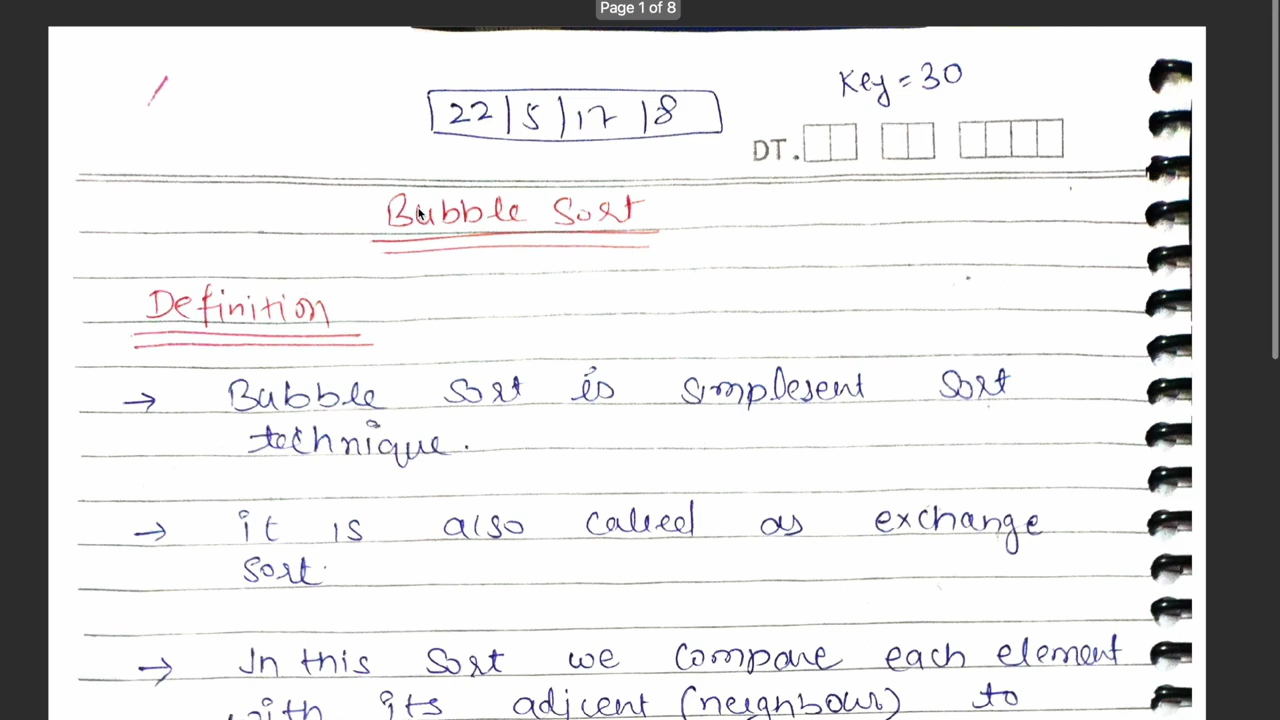 Page 1 of 8
Key = 30
22 | 5 | 17 | 8
DT.
Bubble Sort
Definition
→ Bubble sort is simplesent sort
technique.
→ it is also called as exchange
sort.
→ In this sort we compare each element
with its adjcent (neighbour) to